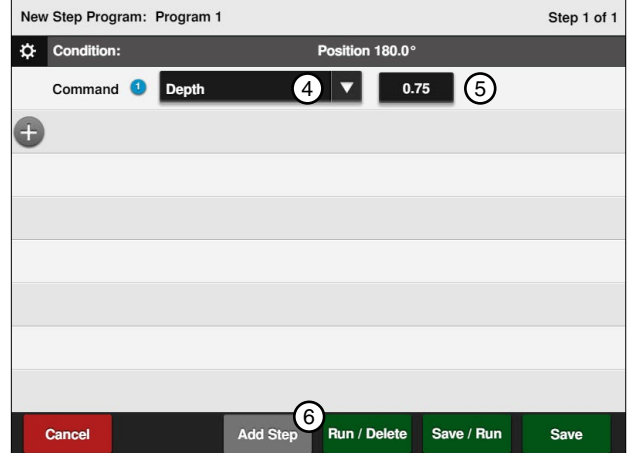 New Step Program: Program 1 Step 1 of 1
Condition: Position 180.0°
Command 1 Depth 4 0.75 5
6
Cancel Add Step Run / Delete Save / Run Save